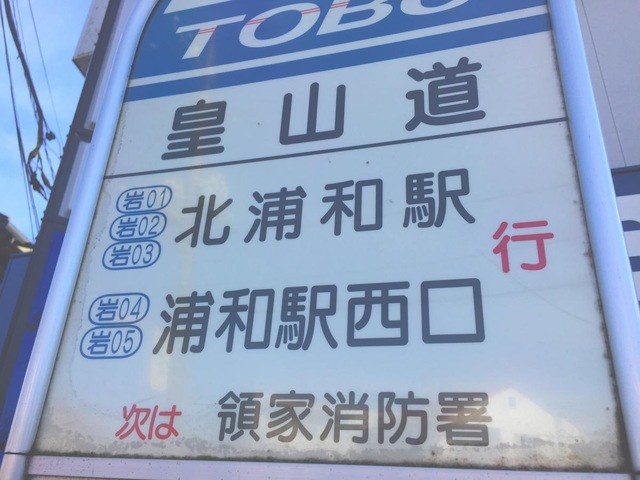 TOBU
皇山道
岩01
岩02
岩03
北浦和駅
行
岩04
岩05
浦和駅西口
次は 領家消防署